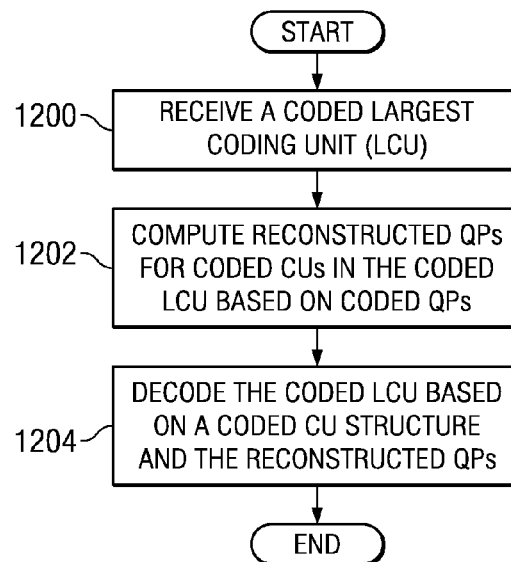 START
1200
RECEIVE A CODED LARGEST
CODING UNIT (LCU)
1202
COMPUTE RECONSTRUCTED QPs
FOR CODED CUs IN THE CODED
LCU BASED ON CODED QPs
1204
DECODE THE CODED LCU BASED
ON A CODED CU STRUCTURE
AND THE RECONSTRUCTED QPs
END